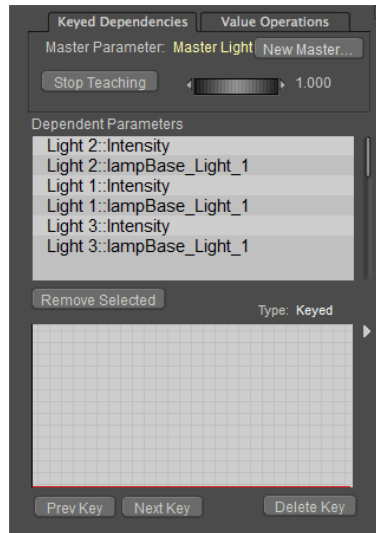 Keyed Dependencies Value Operations
Master Parameter: Master Light New Master...
Stop Teaching 1.000
Dependent Parameters
Light 2::Intensity
Light 2::lampBase_Light_1
Light 1::Intensity
Light 1::lampBase_Light_1
Light 3::Intensity
Light 3::lampBase_Light_1
Remove Selected
Type: Keyed
Prev Key Next Key Delete Key